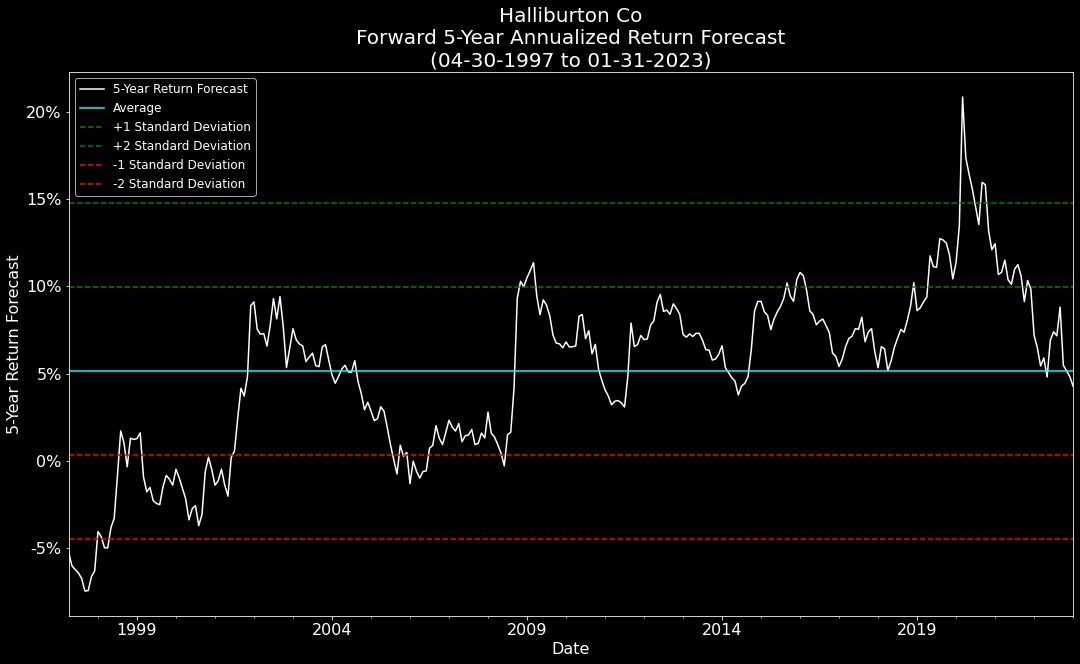 Halliburton Co
Forward 5-Year Annualized Return Forecast
(04-30-1997 to 01-31-2023)
5-Year Return Forecast
Average
+1 Standard Deviation
+2 Standard Deviation
-1 Standard Deviation
-2 Standard Deviation
20%
15%
10%
5%
0%
-5%
5-Year Return Forecast
1999
2004
2009
2014
2019
Date